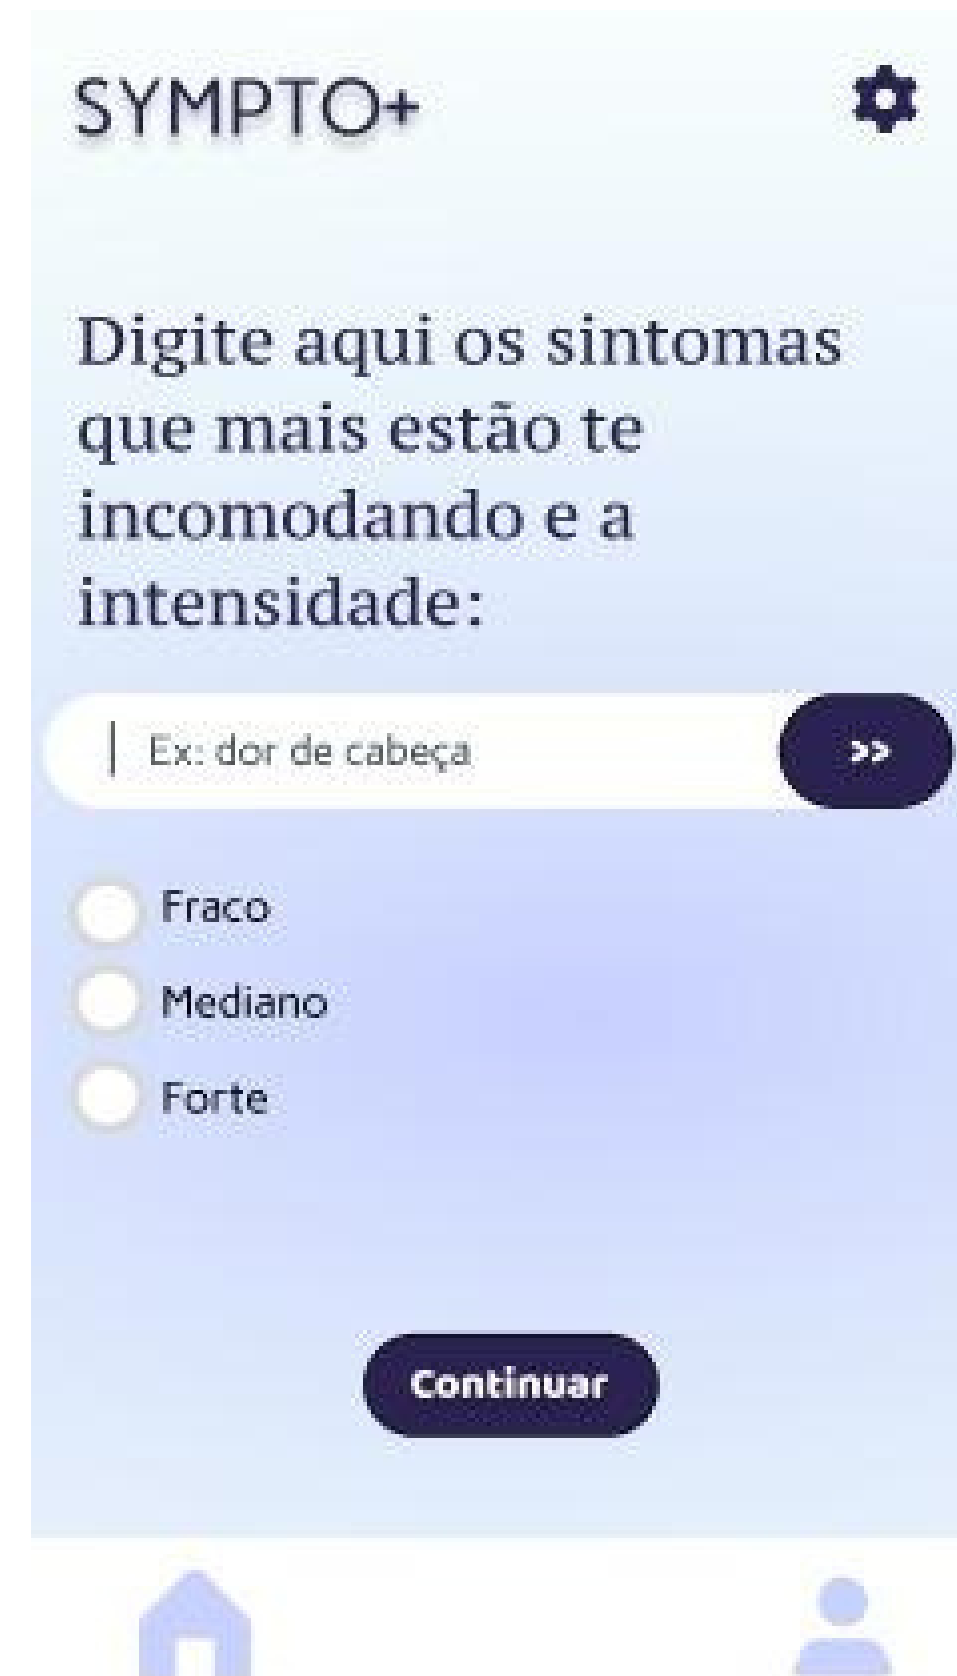 SYMPTO+
Digite aqui os sintomas
que mais estão te
incomodando e a
intensidade:
Ex: dor de cabeça
>>
Fraco
Mediano
Forte
Continuar